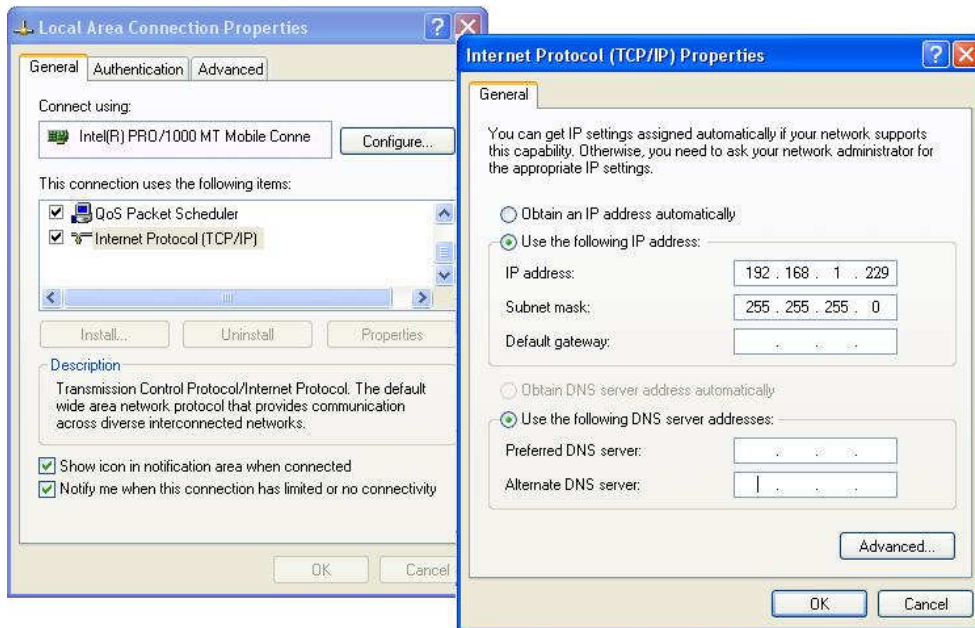 Local Area Connection Properties
General
Authentication
Advanced
Connect using:
Intel(R) PRO/1000 MT Mobile Conne
Configure...
This connection uses the following items:
QoS Packet Scheduler
Internet Protocol (TCP/IP)
Install...
Uninstall
Properties
Description
Transmission Control Protocol/Internet Protocol. The default
wide area network protocol that provides communication
across diverse interconnected networks.
Show icon in notification area when connected
Notify me when this connection has limited or no connectivity
OK
Cancel
Internet Protocol (TCP/IP) Properties
General
You can get IP settings assigned automatically if your network supports
this capability. Otherwise, you need to ask your network administrator for
the appropriate IP settings.
Obtain an IP address automatically
Use the following IP address:
IP address: 192 . 168 . 1 . 229
Subnet mask: 255 . 255 . 255 . 0
Default gateway: . . .
Obtain DNS server address automatically
Use the following DNS server addresses:
Preferred DNS server: . . .
Alternate DNS server: . . .
Advanced...
OK
Cancel